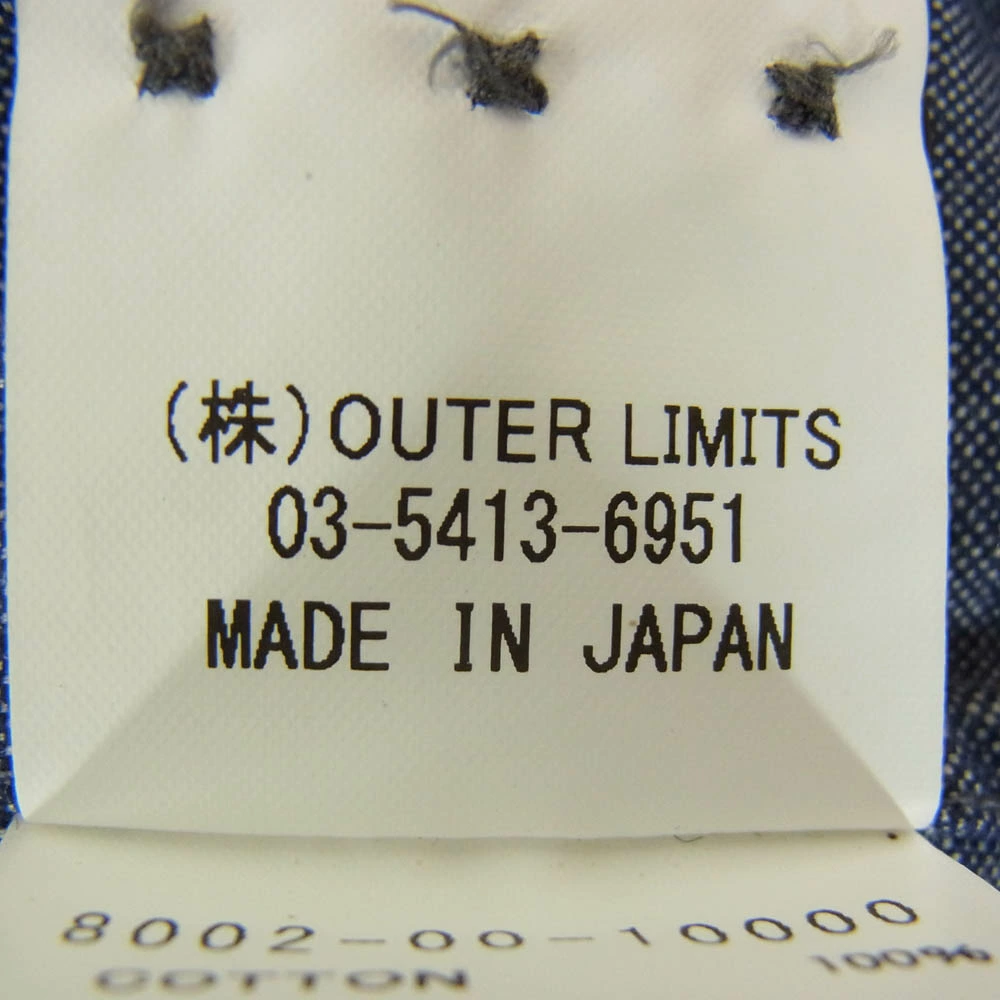 (株)OUTER LIMITS
03-5413-6951
MADE IN JAPAN
8002-00-10000
COTTON 100%